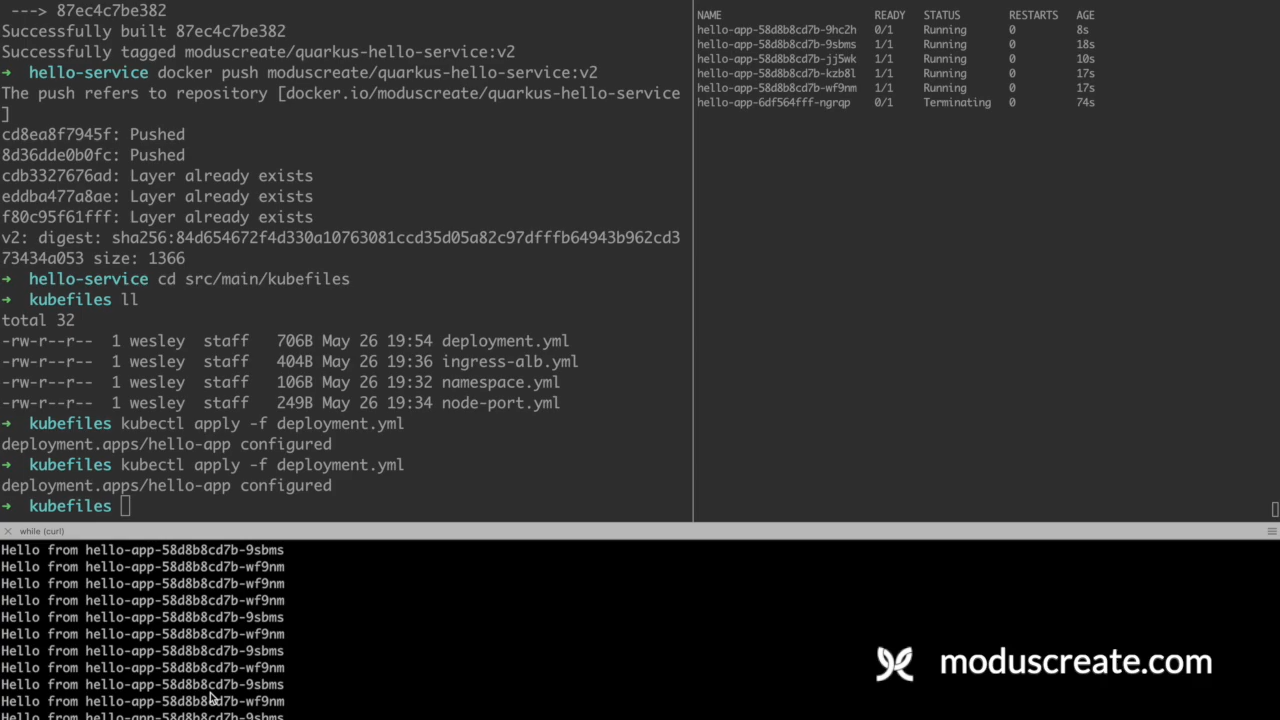 ---> 87ec4c7be382
Successfully built 87ec4c7be382
Successfully tagged moduscreate/quarkus-hello-service:v2
➜ hello-service docker push moduscreate/quarkus-hello-service:v2
The push refers to repository [docker.io/moduscreate/quarkus-hello-service
]
cd8ea8f7945f: Pushed
8d36dde0b0fc: Pushed
cdb3327676ad: Layer already exists
eddba477a8ae: Layer already exists
f80c95f61fff: Layer already exists
v2: digest: sha256:84d654672f4d330a10763081ccd35d05a82c97dfffb64943b962cd3
73434a053 size: 1366
➜ hello-service cd src/main/kubefiles
➜ kubefiles ll
total 32
-rw-r--r-- 1 wesley staff 706B May 26 19:54 deployment.yml
-rw-r--r-- 1 wesley staff 404B May 26 19:36 ingress-alb.yml
-rw-r--r-- 1 wesley staff 106B May 26 19:32 namespace.yml
-rw-r--r-- 1 wesley staff 249B May 26 19:34 node-port.yml
➜ kubefiles kubectl apply -f deployment.yml
deployment.apps/hello-app configured
➜ kubefiles kubectl apply -f deployment.yml
deployment.apps/hello-app configured
➜ kubefiles
NAME READY STATUS RESTARTS AGE
hello-app-58d8b8cd7b-9hc2h 0/1 Running 0 8s
hello-app-58d8b8cd7b-9sbms 1/1 Running 0 18s
hello-app-58d8b8cd7b-jj5wk 1/1 Running 0 10s
hello-app-58d8b8cd7b-kzb8l 1/1 Running 0 17s
hello-app-58d8b8cd7b-wf9nm 1/1 Running 0 17s
hello-app-6df564fff-ngrqp 0/1 Terminating 0 74s
while (curl)
Hello from hello-app-58d8b8cd7b-9sbms
Hello from hello-app-58d8b8cd7b-wf9nm
Hello from hello-app-58d8b8cd7b-wf9nm
Hello from hello-app-58d8b8cd7b-wf9nm
Hello from hello-app-58d8b8cd7b-9sbms
Hello from hello-app-58d8b8cd7b-wf9nm
Hello from hello-app-58d8b8cd7b-9sbms
Hello from hello-app-58d8b8cd7b-wf9nm
Hello from hello-app-58d8b8cd7b-9sbms
Hello from hello-app-58d8b8cd7b-wf9nm
Hello from hello-app-58d8b8cd7b-9sbms
moduscreate.com